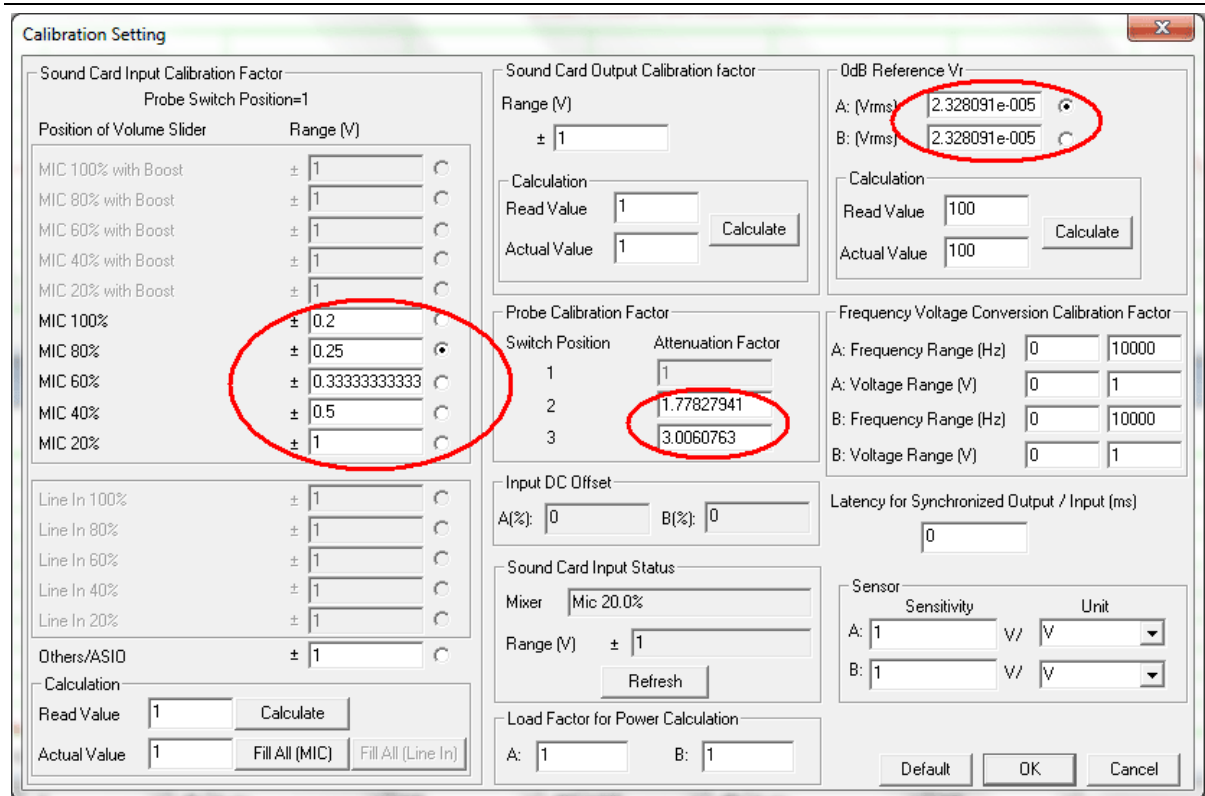 Calibration Setting
Sound Card Input Calibration Factor
Probe Switch Position=1
Position of Volume Slider Range (V)
MIC 100% with Boost ± 1
MIC 80% with Boost ± 1
MIC 60% with Boost ± 1
MIC 40% with Boost ± 1
MIC 20% with Boost ± 1
MIC 100% ± 0.2
MIC 80% ± 0.25
MIC 60% ± 0.33333333333
MIC 40% ± 0.5
MIC 20% ± 1
Line In 100% ± 1
Line In 80% ± 1
Line In 60% ± 1
Line In 40% ± 1
Line In 20% ± 1
Others/ASIO ± 1
Calculation
Read Value 1 Calculate
Actual Value 1 Fill All (MIC) Fill All (Line In)
Sound Card Output Calibration factor
Range (V)
± 1
Calculation
Read Value 1
Calculate
Actual Value 1
Probe Calibration Factor
Switch Position Attenuation Factor
1 1
2 1.77827941
3 3.0060763
Input DC Offset
A(%): 0 B(%): 0
Sound Card Input Status
Mixer Mic 20.0%
Range (V) ± 1
Refresh
Load Factor for Power Calculation
A: 1 B: 1
0dB Reference Vr
A: (Vrms) 2.328091e-005
B: (Vrms) 2.328091e-005
Calculation
Read Value 100
Calculate
Actual Value 100
Frequency Voltage Conversion Calibration Factor
A: Frequency Range (Hz) 0 10000
A: Voltage Range (V) 0 1
B: Frequency Range (Hz) 0 10000
B: Voltage Range (V) 0 1
Latency for Synchronized Output / Input (ms)
0
Sensor
Sensitivity Unit
A: 1 V/ V
B: 1 V/ V
Default OK Cancel